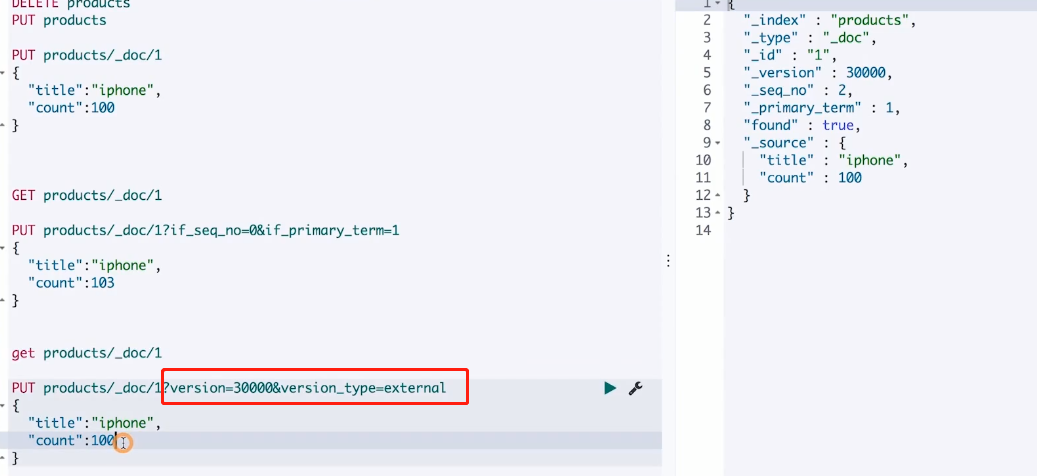 DELETE products
PUT products
PUT products/_doc/1
{
"title":"iphone",
"count":100
}
GET products/_doc/1
PUT products/_doc/1?if_seq_no=0&if_primary_term=1
{
"title":"iphone",
"count":103
}
get products/_doc/1
PUT products/_doc/1?version=30000&version_type=external
{
"title":"iphone",
"count":100
}
1 {
2 "_index" : "products",
3 "_type" : "_doc",
4 "_id" : "1",
5 "_version" : 30000,
6 "_seq_no" : 2,
7 "_primary_term" : 1,
8 "found" : true,
9 "_source" : {
10 "title" : "iphone",
11 "count" : 100
12 }
13 }
14